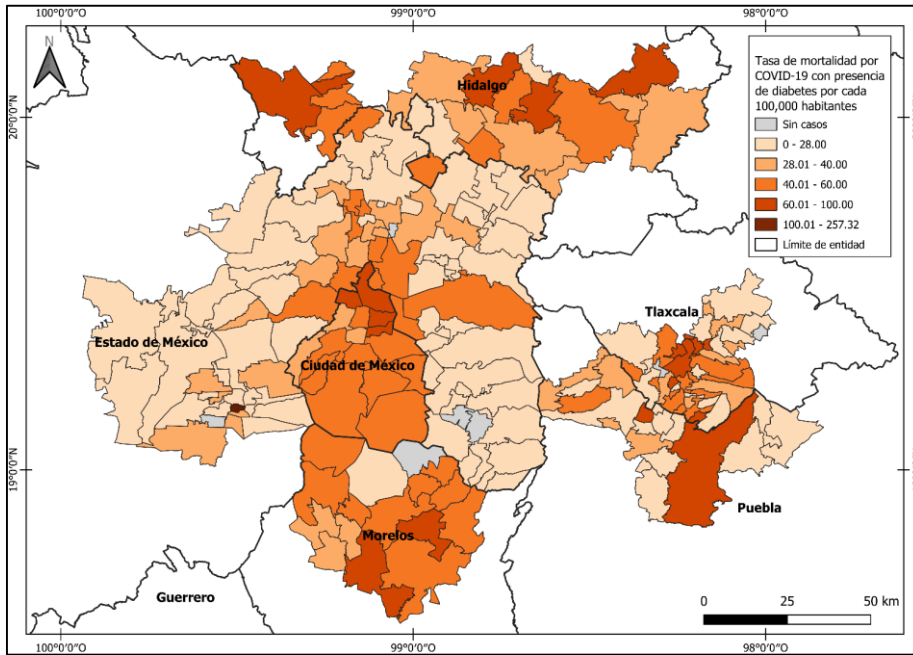 100°0'0"O
99°0'0"O
98°0'0"O
N
Tasa de mortalidad por
COVID-19 con presencia
de diabetes por cada
100,000 habitantes
Sin casos
0 - 28.00
28.01 - 40.00
40.01 - 60.00
60.01 - 100.00
100.01 - 257.32
Límite de entidad
Hidalgo
20°0'0"N
Tlaxcala
Estado de México
Ciudad de México
19°0'0"N
Puebla
Morelos
Guerrero
0
25
50 km
100°0'0"O
99°0'0"O
98°0'0"O